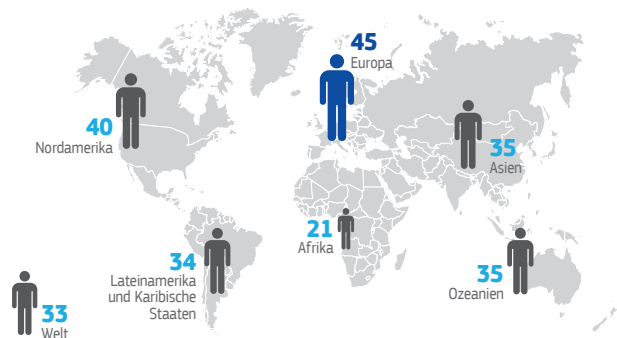 45
Europa
40
Nordamerika
35
Asien
21
Afrika
34
Lateinamerika
und Karibische
Staaten
35
Ozeanien
33
Welt